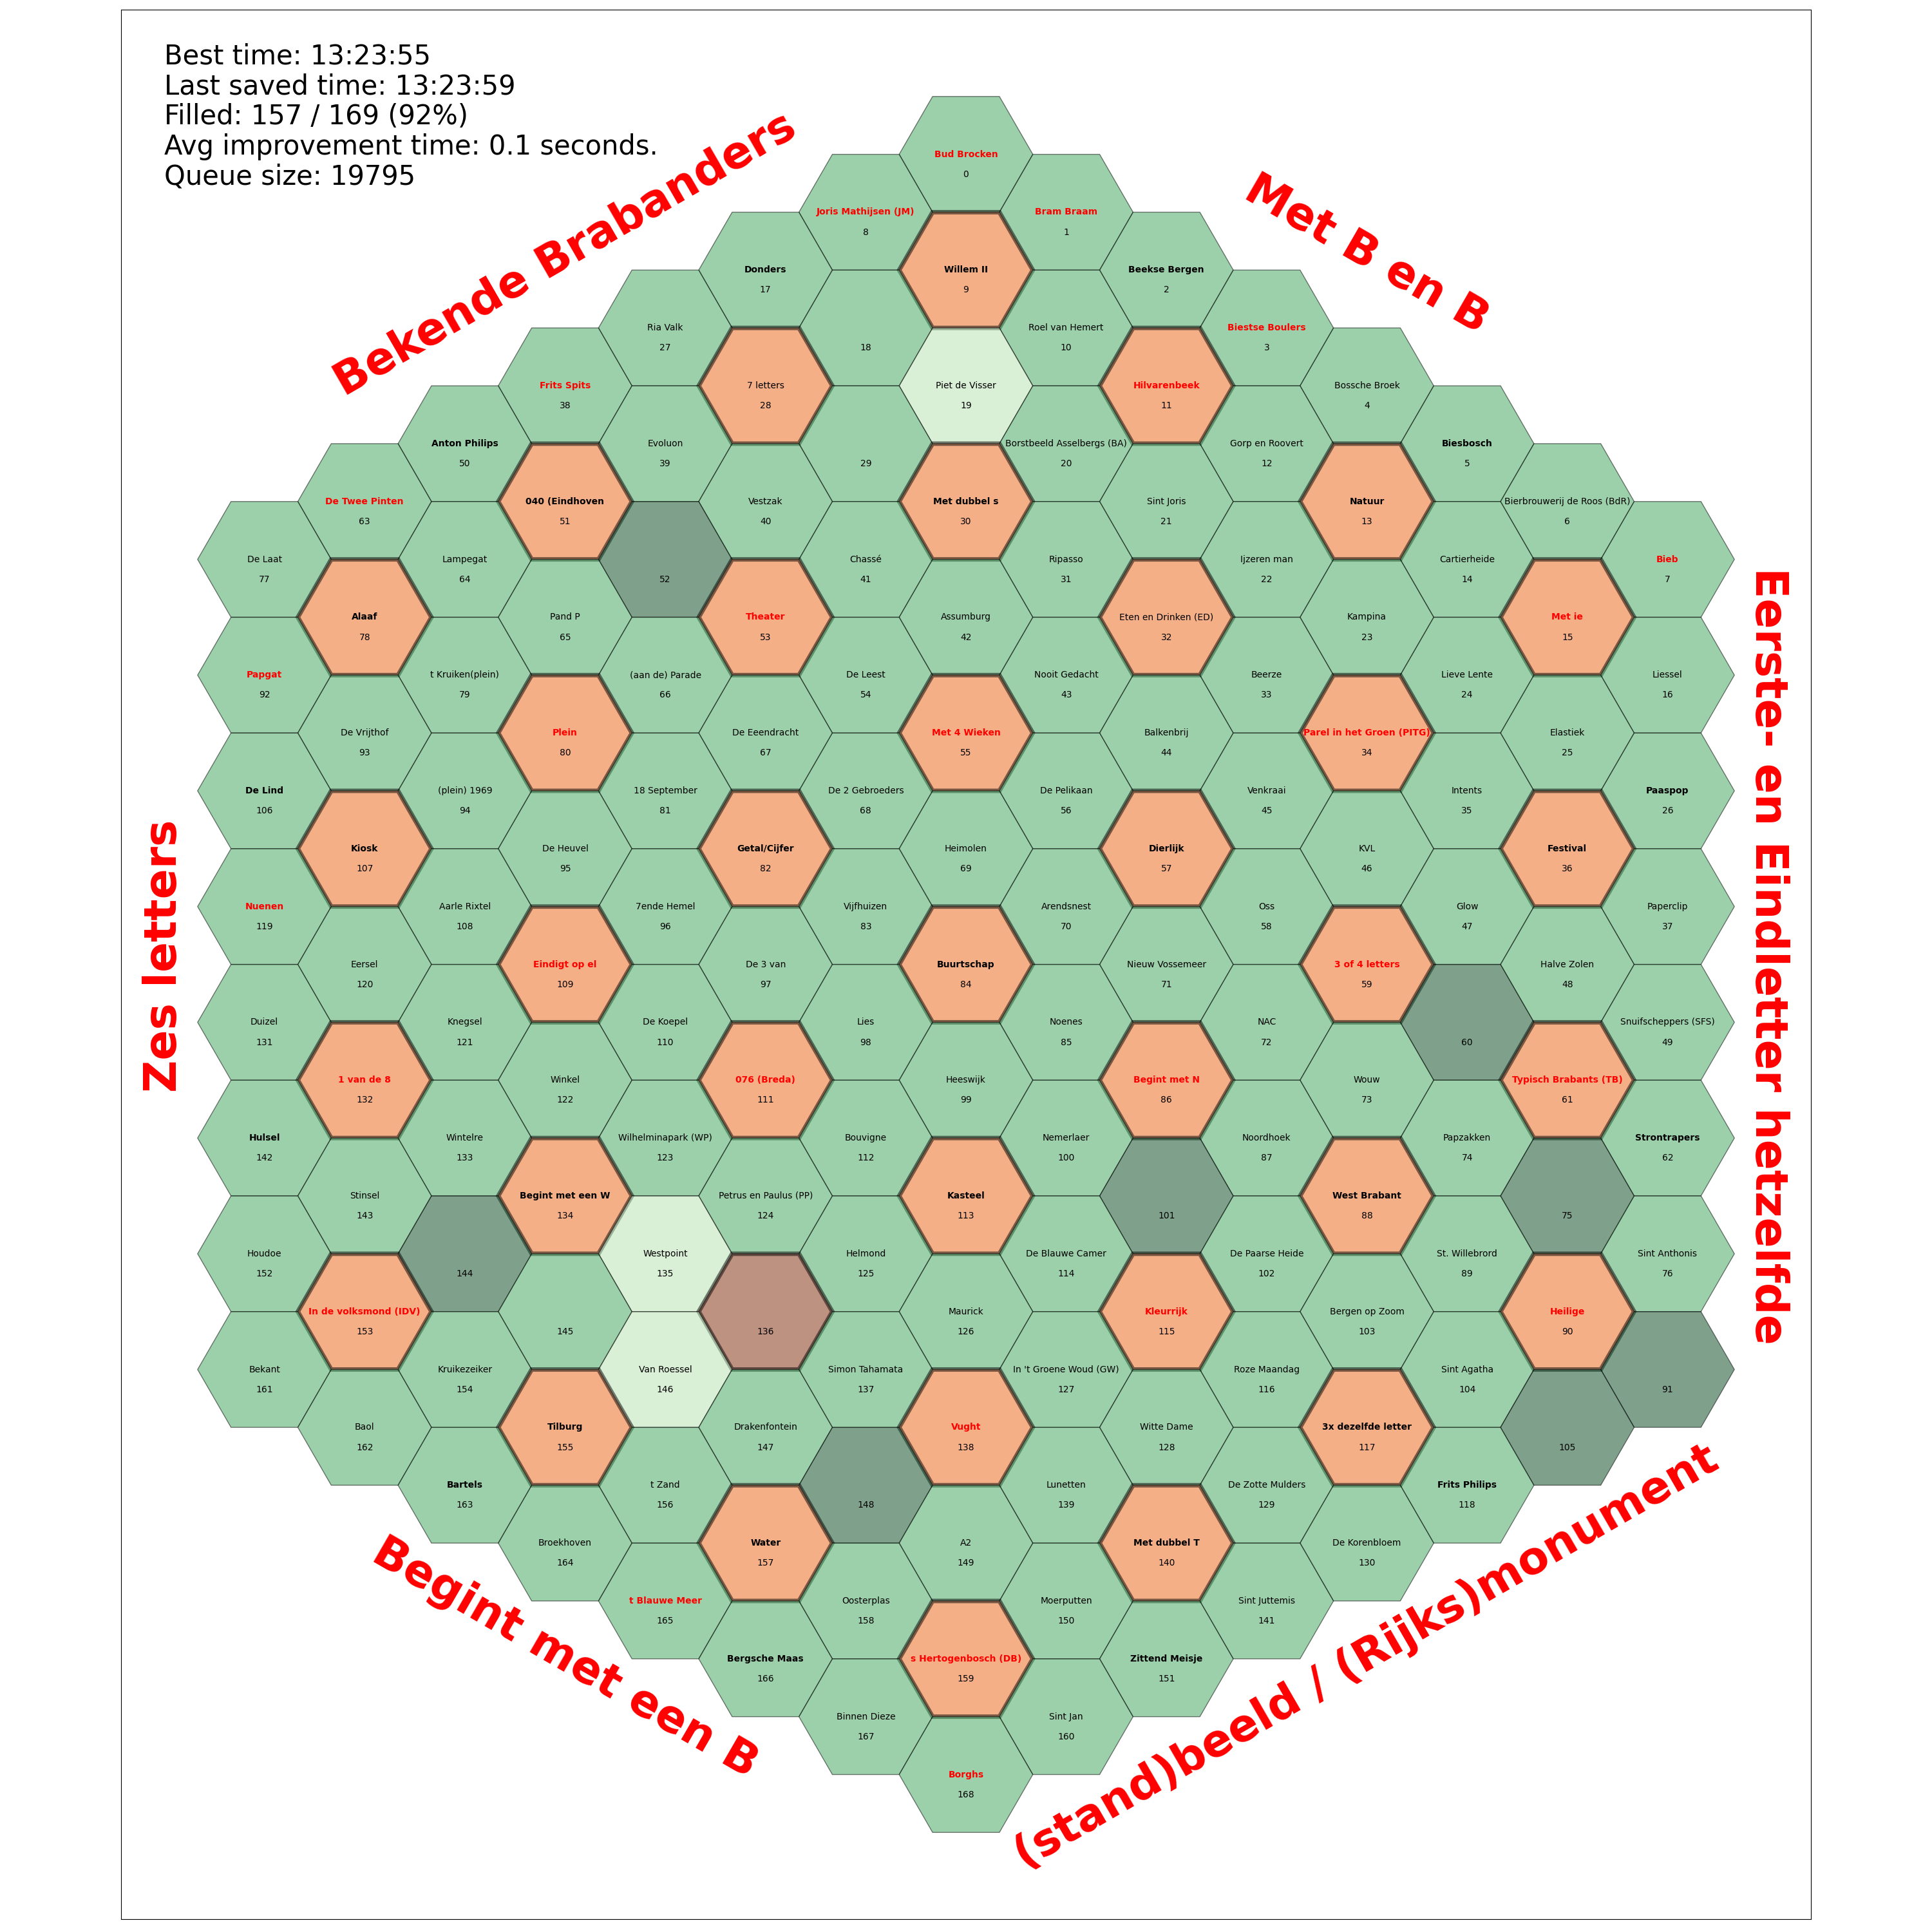 Best time: 13:23:55
Last saved time: 13:23:59
Filled: 157 / 169 (92%)
Avg improvement time: 0.1 seconds.
Queue size: 19795
Bekende Brabanders
Met B en B
Eerste- en Eindletter hetzelfde
(stand)beeld / (Rijks)monument
Begint met een B
Zes letters
Bud Brocken
0
Bram Braam
1
Beekse Bergen
2
Biestse Boulers
3
Bossche Broek
4
Biesbosch
5
Bierbrouwerij de Roos (BdR)
6
Bieb
7
Joris Mathijsen (JM)
8
Willem II
9
Roel van Hemert
10
Hilvarenbeek
11
Gorp en Roovert
12
Natuur
13
Cartierheide
14
Met ie
15
Liessel
16
Donders
17
18
Piet de Visser
19
Borstbeeld Asselbergs (BA)
20
Sint Joris
21
Ijzeren man
22
Kampina
23
Lieve Lente
24
Elastiek
25
Paaspop
26
Ria Valk
27
7 letters
28
29
Met dubbel s
30
Ripasso
31
Eten en Drinken (ED)
32
Beerze
33
Parel in het Groen (PITG)
34
Intents
35
Festival
36
Paperclip
37
Frits Spits
38
Evoluon
39
Vestzak
40
Chassé
41
Assumburg
42
Nooit Gedacht
43
Balkenbrij
44
Venkraai
45
KVL
46
Glow
47
Halve Zolen
48
Snuifscheppers (SFS)
49
Anton Philips
50
040 (Eindhoven
51
52
Theater
53
De Leest
54
Met 4 Wieken
55
De Pelikaan
56
Dierlijk
57
Oss
58
3 of 4 letters
59
60
Typisch Brabants (TB)
61
Strontrapers
62
De Twee Pinten
63
Lampegat
64
Pand P
65
(aan de) Parade
66
De Eeendracht
67
De 2 Gebroeders
68
Heimolen
69
Arendsnest
70
Nieuw Vossemeer
71
NAC
72
Wouw
73
Papzakken
74
75
Sint Anthonis
76
De Laat
77
Alaaf
78
t Kruiken(plein)
79
Plein
80
18 September
81
Getal/Cijfer
82
Vijfhuizen
83
Buurtschap
84
Noenes
85
Begint met N
86
Noordhoek
87
West Brabant
88
St. Willebrord
89
Heilige
90
91
Papgat
92
De Vrijthof
93
(plein) 1969
94
De Heuvel
95
7ende Hemel
96
De 3 van
97
Lies
98
Heeswijk
99
Nemerlaer
100
101
De Paarse Heide
102
Bergen op Zoom
103
Sint Agatha
104
105
De Lind
106
Kiosk
107
Aarle Rixtel
108
Eindigt op el
109
De Koepel
110
076 (Breda)
111
Bouvigne
112
Kasteel
113
De Blauwe Camer
114
Kleurrijk
115
Roze Maandag
116
3x dezelfde letter
117
Frits Philips
118
Nuenen
119
Eersel
120
Knegsel
121
Winkel
122
Wilhelminapark (WP)
123
Petrus en Paulus (PP)
124
Helmond
125
Maurick
126
In 't Groene Woud (GW)
127
Witte Dame
128
De Zotte Mulders
129
De Korenbloem
130
Duizel
131
1 van de 8
132
Wintelre
133
Begint met een W
134
Westpoint
135
136
Simon Tahamata
137
Vught
138
Lunetten
139
Met dubbel T
140
Sint Juttemis
141
Hulsel
142
Stinsel
143
144
145
Van Roessel
146
Drakenfontein
147
148
A2
149
Moerputten
150
Zittend Meisje
151
Houdoe
152
In de volksmond (IDV)
153
Kruikezeiker
154
Tilburg
155
t Zand
156
Water
157
Oosterplas
158
s Hertogenbosch (DB)
159
Sint Jan
160
Bekant
161
Baol
162
Bartels
163
Broekhoven
164
t Blauwe Meer
165
Bergsche Maas
166
Binnen Dieze
167
Borghs
168